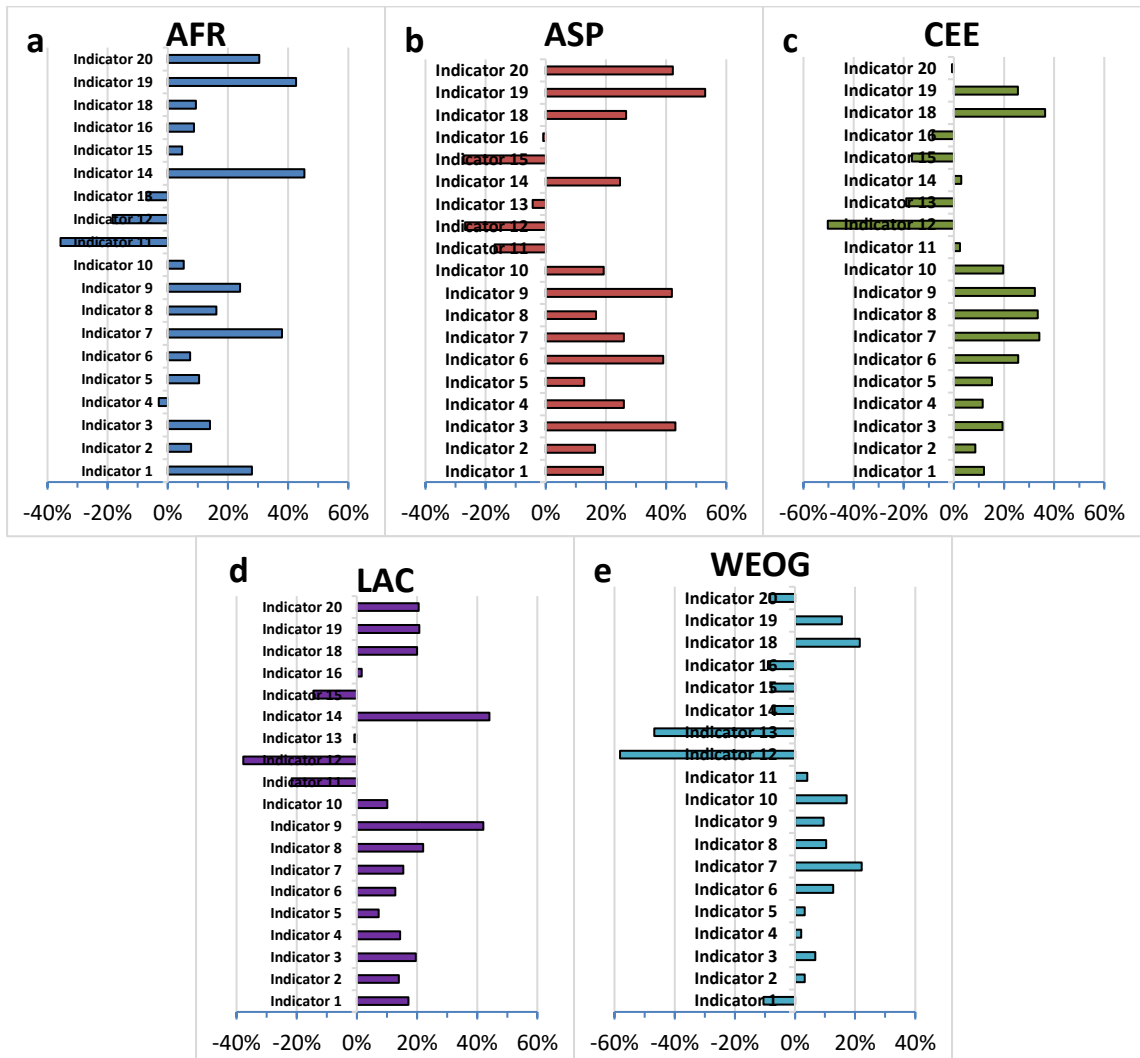 a
AFR
Indicator 20
Indicator 19
Indicator 18
Indicator 16
Indicator 15
Indicator 14
Indicator 13
Indicator 12
Indicator 11
Indicator 10
Indicator 9
Indicator 8
Indicator 7
Indicator 6
Indicator 5
Indicator 4
Indicator 3
Indicator 2
Indicator 1
-40% -20% 0% 20% 40% 60%
b
ASP
Indicator 20
Indicator 19
Indicator 18
Indicator 16
Indicator 15
Indicator 14
Indicator 13
Indicator 12
Indicator 11
Indicator 10
Indicator 9
Indicator 8
Indicator 7
Indicator 6
Indicator 5
Indicator 4
Indicator 3
Indicator 2
Indicator 1
-40% -20% 0% 20% 40% 60%
c
CEE
Indicator 20
Indicator 19
Indicator 18
Indicator 16
Indicator 15
Indicator 14
Indicator 13
Indicator 12
Indicator 11
Indicator 10
Indicator 9
Indicator 8
Indicator 7
Indicator 6
Indicator 5
Indicator 4
Indicator 3
Indicator 2
Indicator 1
-60% -40% -20% 0% 20% 40% 60%
d
LAC
Indicator 20
Indicator 19
Indicator 18
Indicator 16
Indicator 15
Indicator 14
Indicator 13
Indicator 12
Indicator 11
Indicator 10
Indicator 9
Indicator 8
Indicator 7
Indicator 6
Indicator 5
Indicator 4
Indicator 3
Indicator 2
Indicator 1
-40% -20% 0% 20% 40% 60%
e
WEOG
Indicator 20
Indicator 19
Indicator 18
Indicator 16
Indicator 15
Indicator 14
Indicator 13
Indicator 12
Indicator 11
Indicator 10
Indicator 9
Indicator 8
Indicator 7
Indicator 6
Indicator 5
Indicator 4
Indicator 3
Indicator 2
Indicator 1
-60% -40% -20% 0% 20% 40%